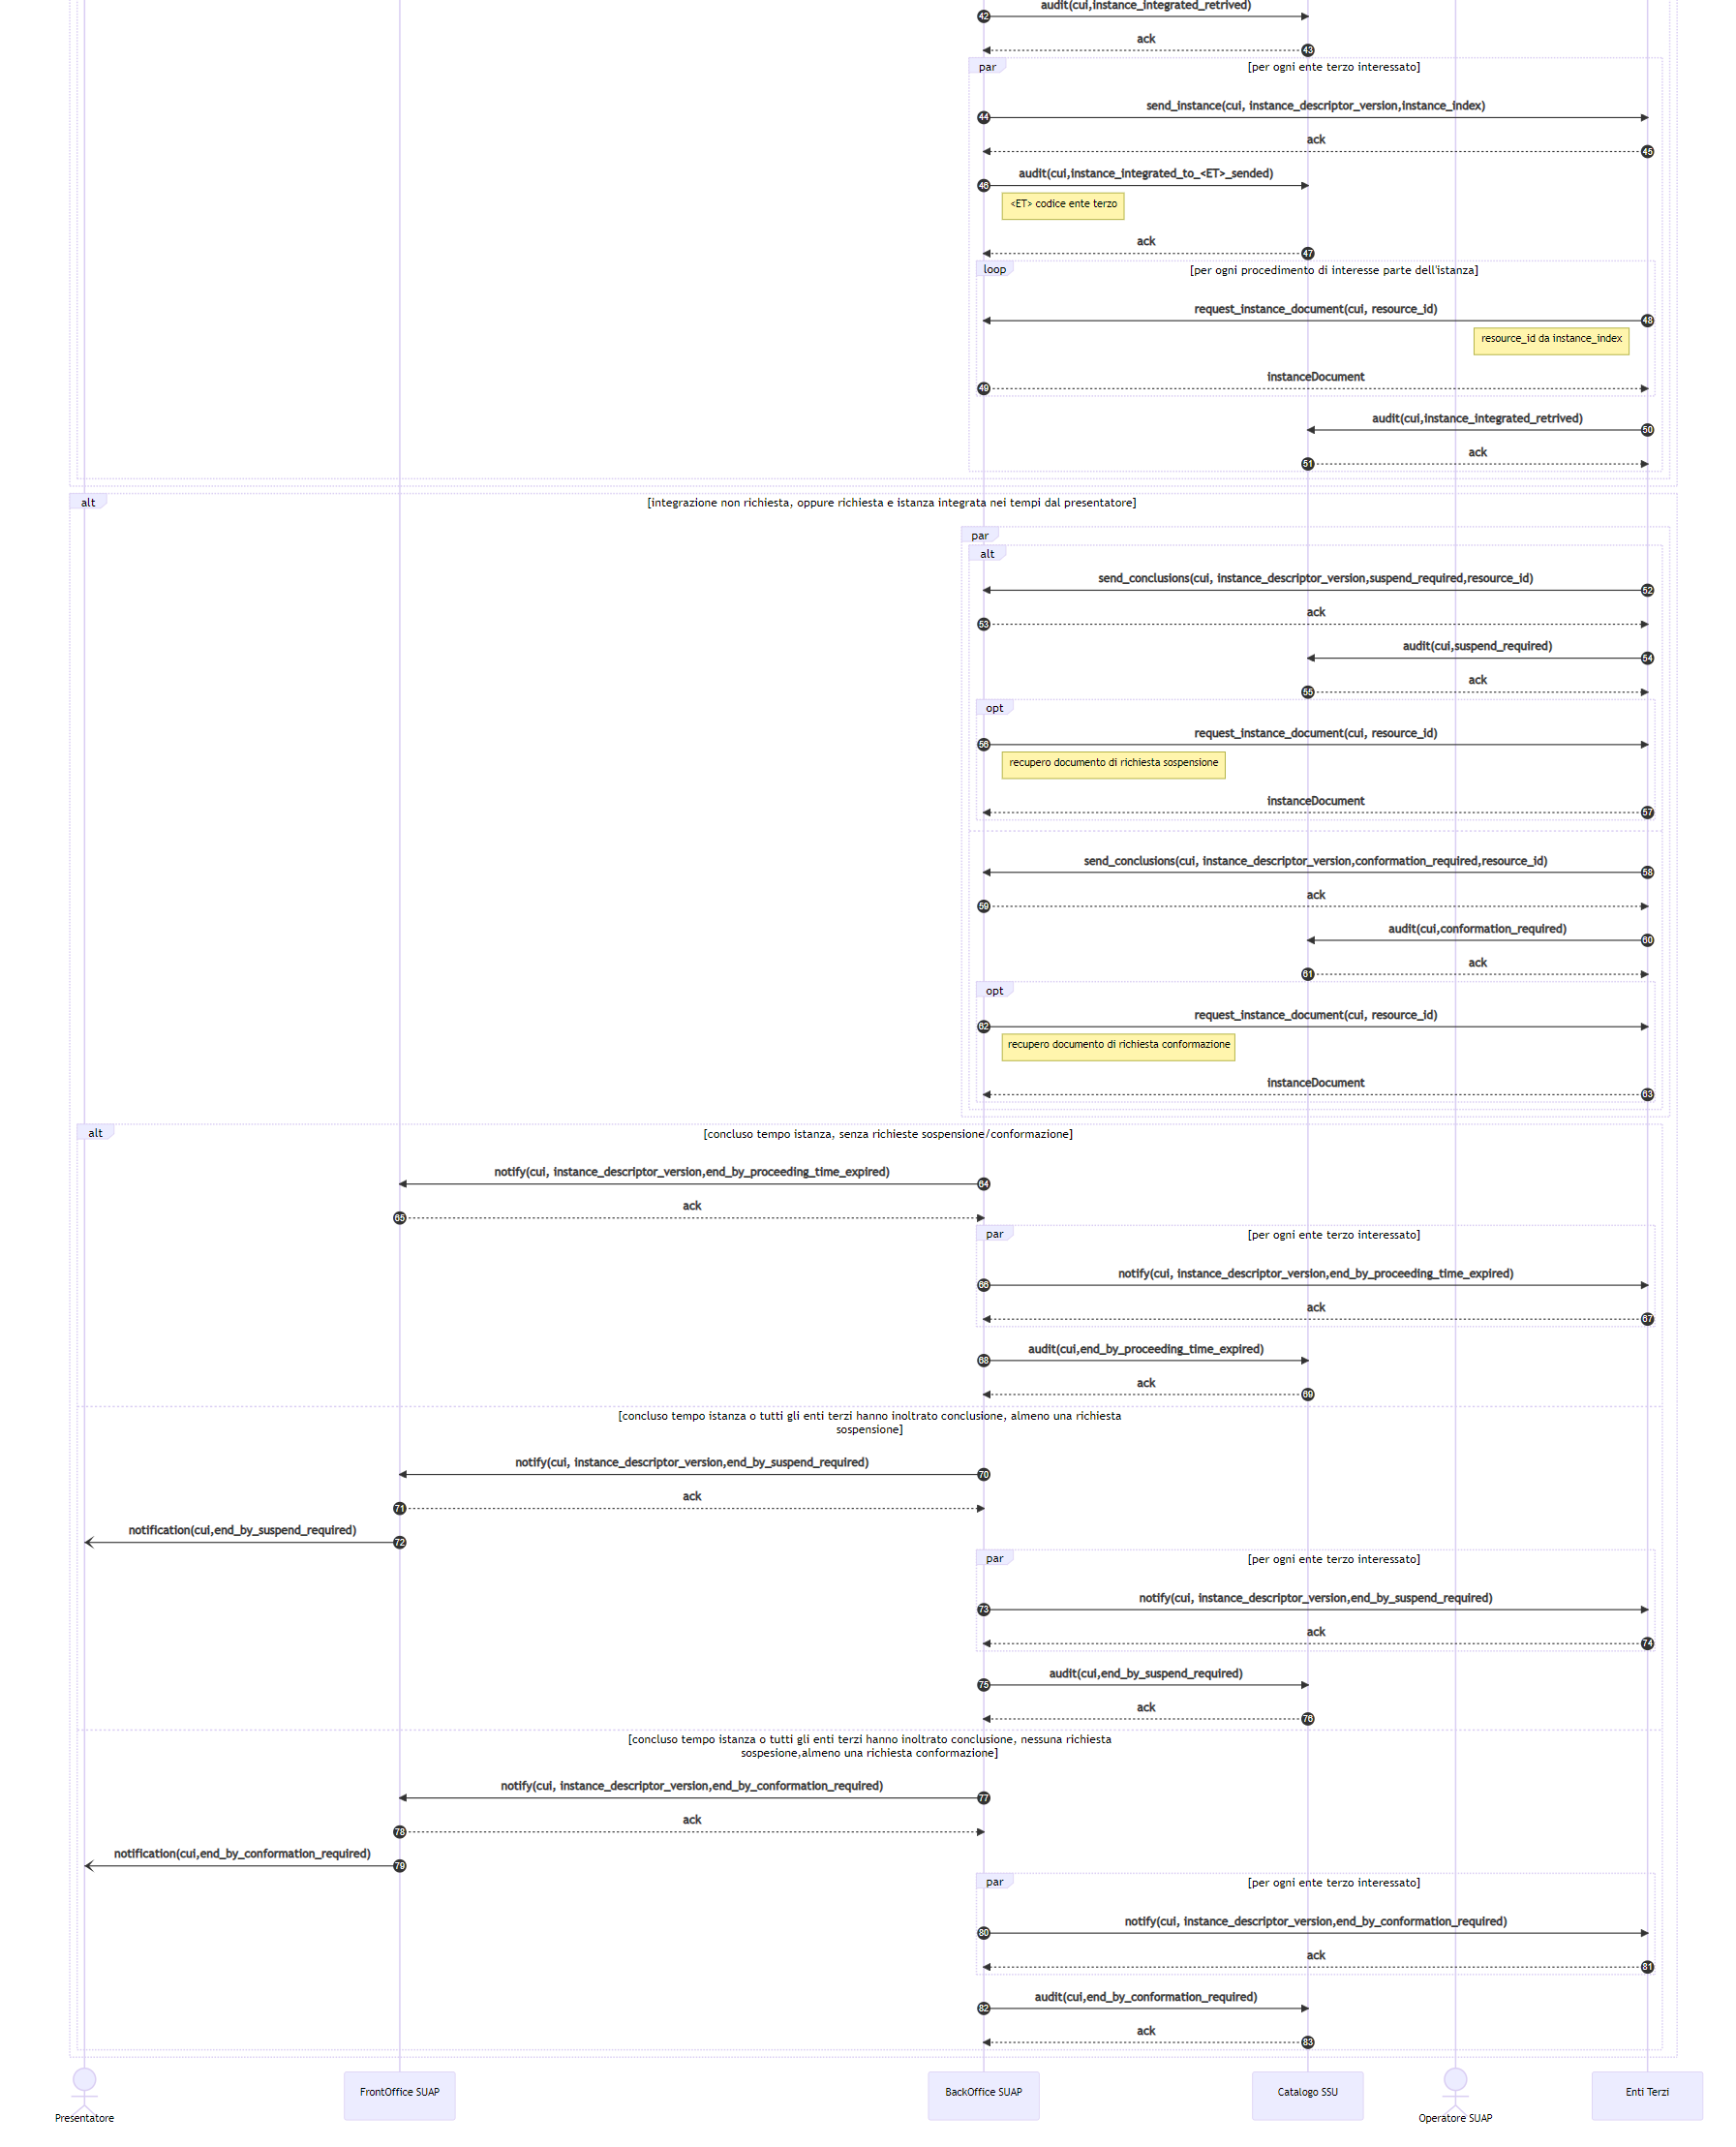 audit(cui,instance_integrated_retrived)
42
ack
43
par
[per ogni ente terzo interessato]
send_instance(cui, instance_descriptor_version,instance_index)
44
ack
45
audit(cui,instance_integrated_to_<ET>_sended)
46
<ET> codice ente terzo
ack
47
loop
[per ogni procedimento di interesse parte dell'istanza]
request_instance_document(cui, resource_id)
48
resource_id da instance_index
instanceDocument
49
audit(cui,instance_integrated_retrived)
50
ack
51
alt
[integrazione non richiesta, oppure richiesta e istanza integrata nei tempi dal presentatore]
par
alt
send_conclusions(cui, instance_descriptor_version,suspend_required,resource_id)
52
ack
53
audit(cui,suspend_required)
54
ack
55
opt
request_instance_document(cui, resource_id)
56
recupero documento di richiesta sospensione
instanceDocument
57
send_conclusions(cui, instance_descriptor_version,conformation_required,resource_id)
58
ack
59
audit(cui,conformation_required)
60
ack
61
opt
request_instance_document(cui, resource_id)
62
recupero documento di richiesta conformazione
instanceDocument
63
alt
[concluso tempo istanza, senza richieste sospensione/conformazione]
notify(cui, instance_descriptor_version,end_by_proceeding_time_expired)
64
ack
65
par
[per ogni ente terzo interessato]
notify(cui, instance_descriptor_version,end_by_proceeding_time_expired)
66
ack
67
audit(cui,end_by_proceeding_time_expired)
68
ack
69
[concluso tempo istanza o tutti gli enti terzi hanno inoltrato conclusione, almeno una richiesta
sospensione]
notify(cui, instance_descriptor_version,end_by_suspend_required)
70
ack
71
notification(cui,end_by_suspend_required)
72
par
[per ogni ente terzo interessato]
notify(cui, instance_descriptor_version,end_by_suspend_required)
73
ack
74
audit(cui,end_by_suspend_required)
75
ack
76
[concluso tempo istanza o tutti gli enti terzi hanno inoltrato conclusione, nessuna richiesta
sospesione,almeno una richiesta conformazione]
notify(cui, instance_descriptor_version,end_by_conformation_required)
77
ack
78
notification(cui,end_by_conformation_required)
79
par
[per ogni ente terzo interessato]
notify(cui, instance_descriptor_version,end_by_conformation_required)
80
ack
81
audit(cui,end_by_conformation_required)
82
ack
83
Presentatore
FrontOffice SUAP
BackOffice SUAP
Catalogo SSU
Operatore SUAP
Enti Terzi